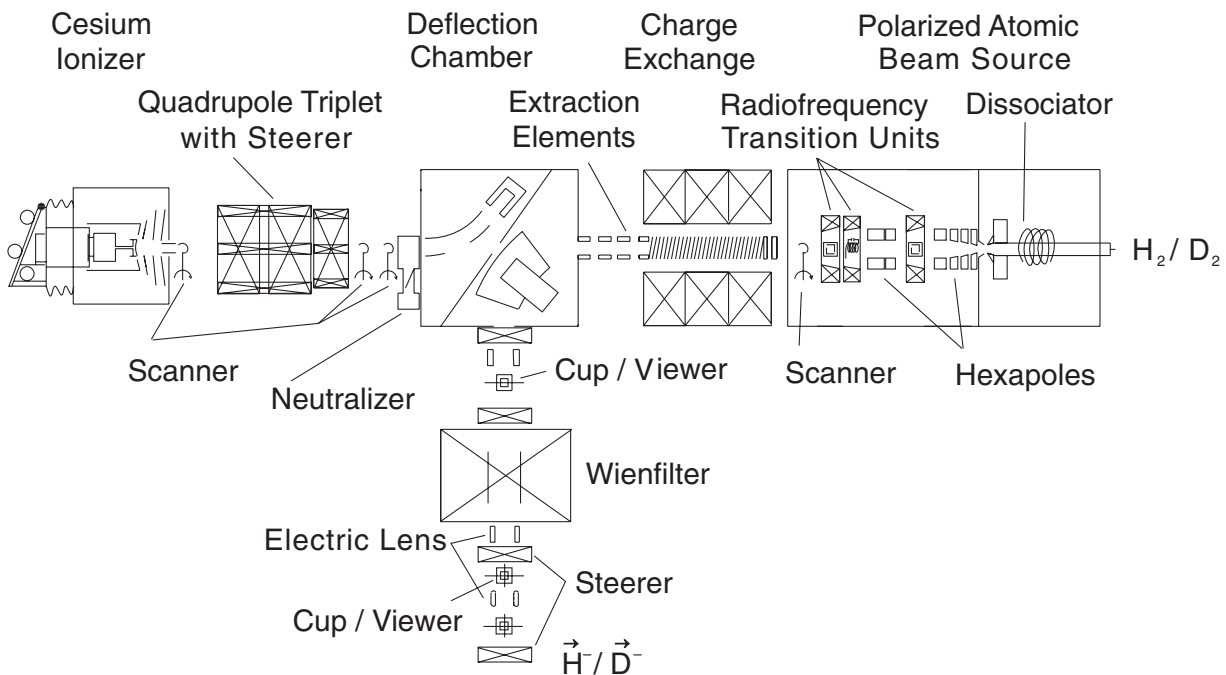 Cesium
Ionizer
Deflection
Chamber
Charge
Exchange
Polarized Atomic
Beam Source
Quadrupole Triplet
with Steerer
Extraction
Elements
Radiofrequency
Transition Units
Dissociator
H2 / D2
Scanner
Neutralizer
Cup / Viewer
Scanner
Hexapoles
Wienfilter
Electric Lens
Steerer
Cup / Viewer
H⃗⁻/ D⃗⁻